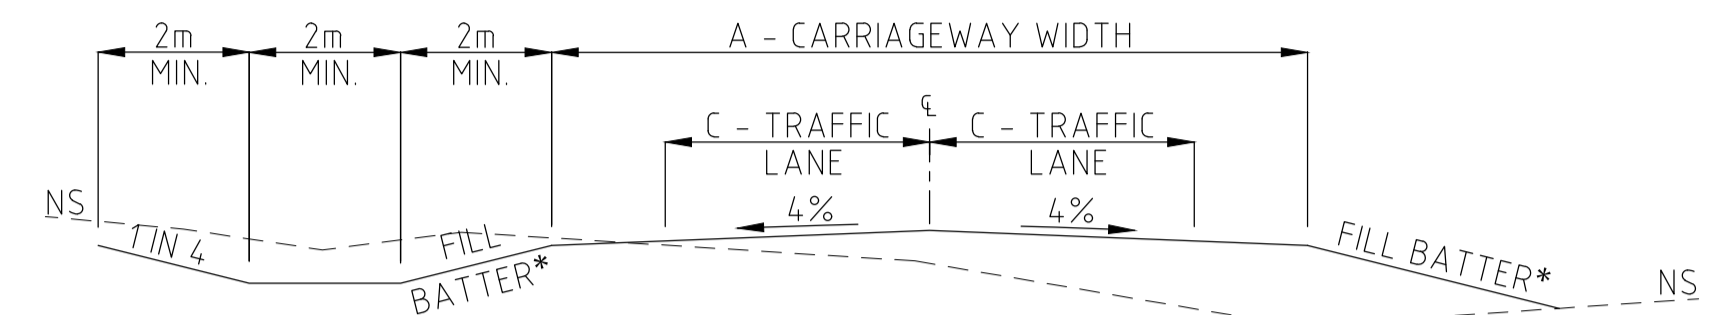 2m
MIN.
2m
MIN.
2m
MIN.
A - CARRIAGEWAY WIDTH
℄
C - TRAFFIC
LANE
C - TRAFFIC
LANE
4%
4%
NS
1 IN 4
FILL
BATTER*
FILL BATTER*
NS